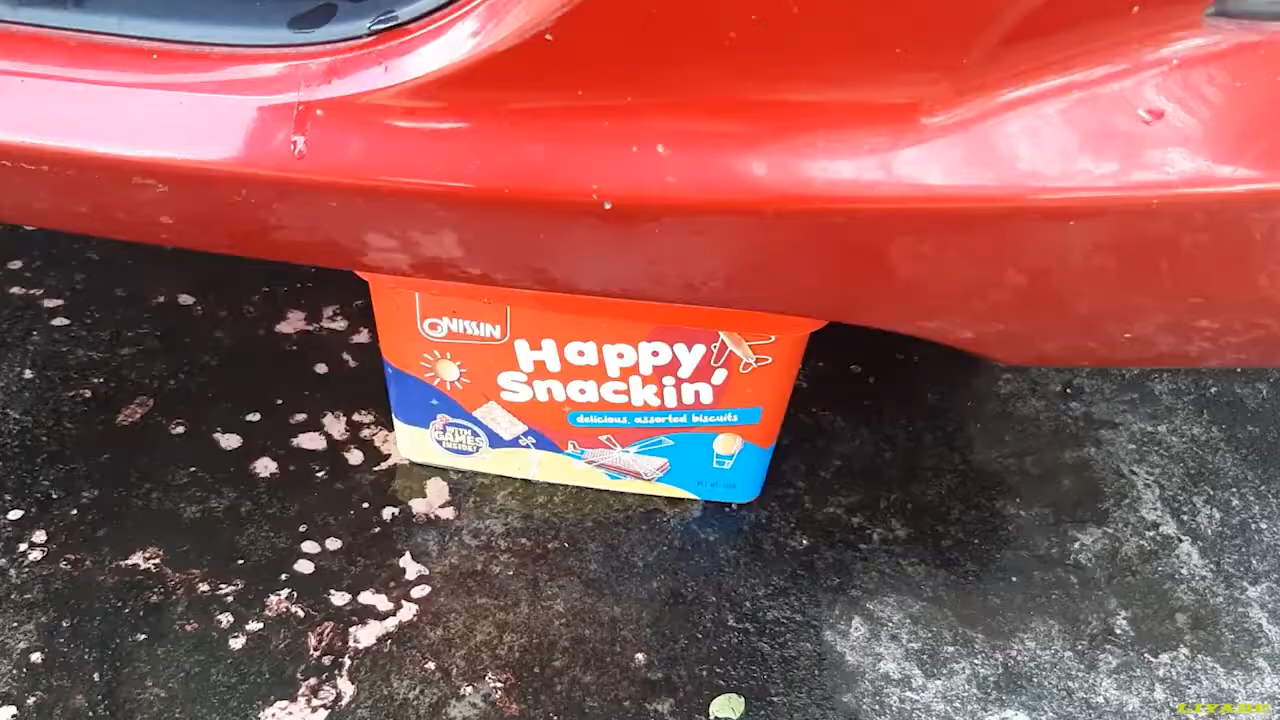 NISSIN
Happy
Snackin'
delicious, assorted biscuits
WITH
GAMES
INSIDE!